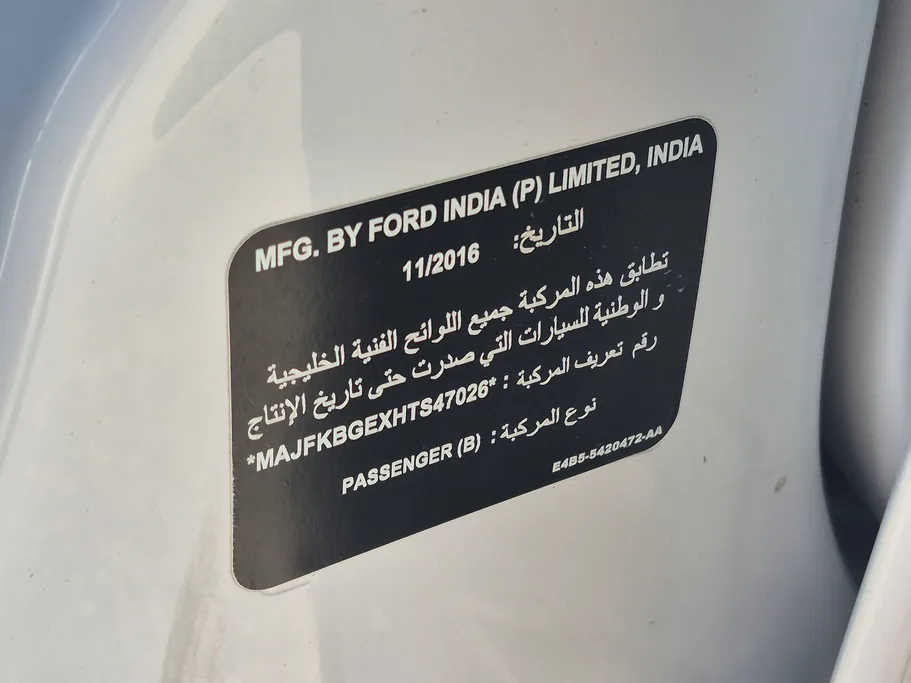 MFG. BY FORD INDIA (P) LIMITED, INDIA
التاريخ: 11/2016
تطابق هذه المركبة جميع اللوائح الفنية الخليجية
و الوطنية للسيارات التي صدرت حتى تاريخ الإنتاج
رقم تعريف المركبة :
*MAJFKBGEXHTS47026*
نوع المركبة : PASSENGER (B)
E4B5-5420472-AA